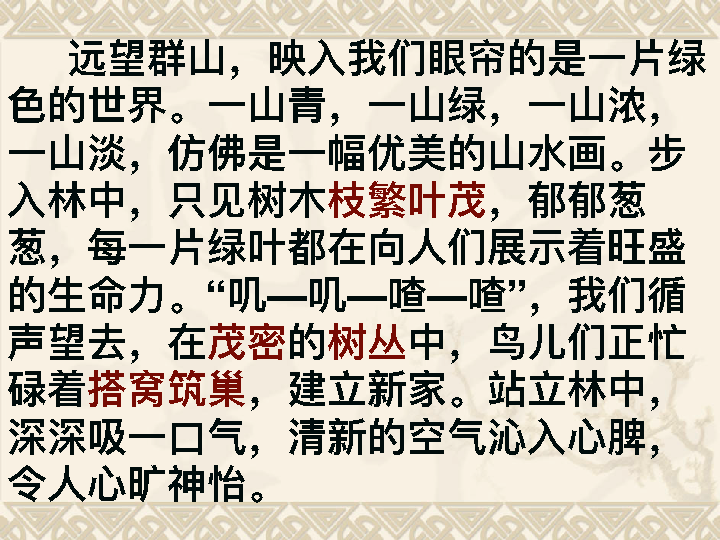 远望群山，映入我们眼帘的是一片绿
色的世界。一山青，一山绿，一山浓，
一山淡，仿佛是一幅优美的山水画。步
入林中，只见树木枝繁叶茂，郁郁葱
葱，每一片绿叶都在向人们展示着旺盛
的生命力。“叽—叽—喳—喳”，我们循
声望去，在茂密的树丛中，鸟儿们正忙
碌着搭窝筑巢，建立新家。站立林中，
深深吸一口气，清新的空气沁入心脾，
令人心旷神怡。